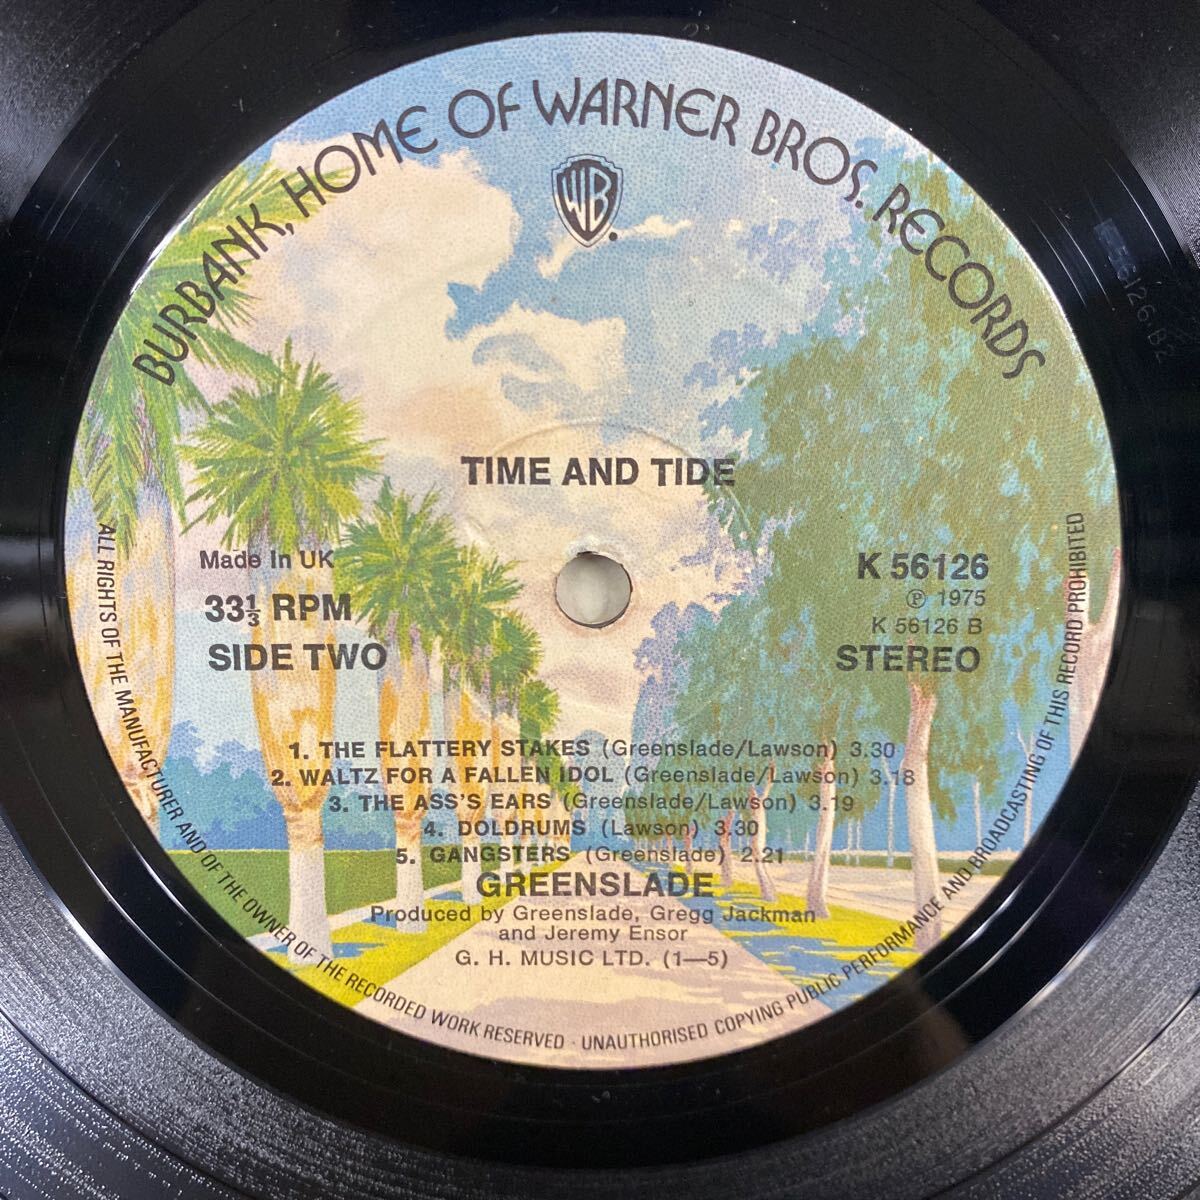 BURBANK, HOME OF WARNER BROS. RECORDS
WB
TIME AND TIDE
Made In UK
33⅓ RPM
SIDE TWO
K 56126
℗ 1975
K 56126 B
STEREO
1. THE FLATTERY STAKES (Greenslade/Lawson) 3.30
2. WALTZ FOR A FALLEN IDOL (Greenslade/Lawson) 3.18
3. THE ASS'S EARS (Greenslade/Lawson) 3.19
4. DOLDRUMS (Lawson) 3.30
5. GANGSTERS (Greenslade) 2.21
GREENSLADE
Produced by Greenslade, Gregg Jackman
and Jeremy Ensor
G. H. MUSIC LTD. (1—5)
ALL RIGHTS OF THE MANUFACTURER AND OF THE OWNER OF THE RECORDED WORK RESERVED · UNAUTHORISED COPYING PUBLIC PERFORMANCE AND BROADCASTING OF THIS RECORD PROHIBITED